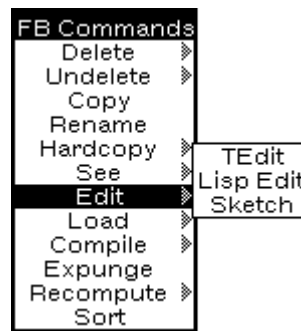 FB Commands
Delete
Undelete
Copy
Rename
Hardcopy
See
Edit
Load
Compile
Expunge
Recompute
Sort
TEdit
Lisp Edit
Sketch